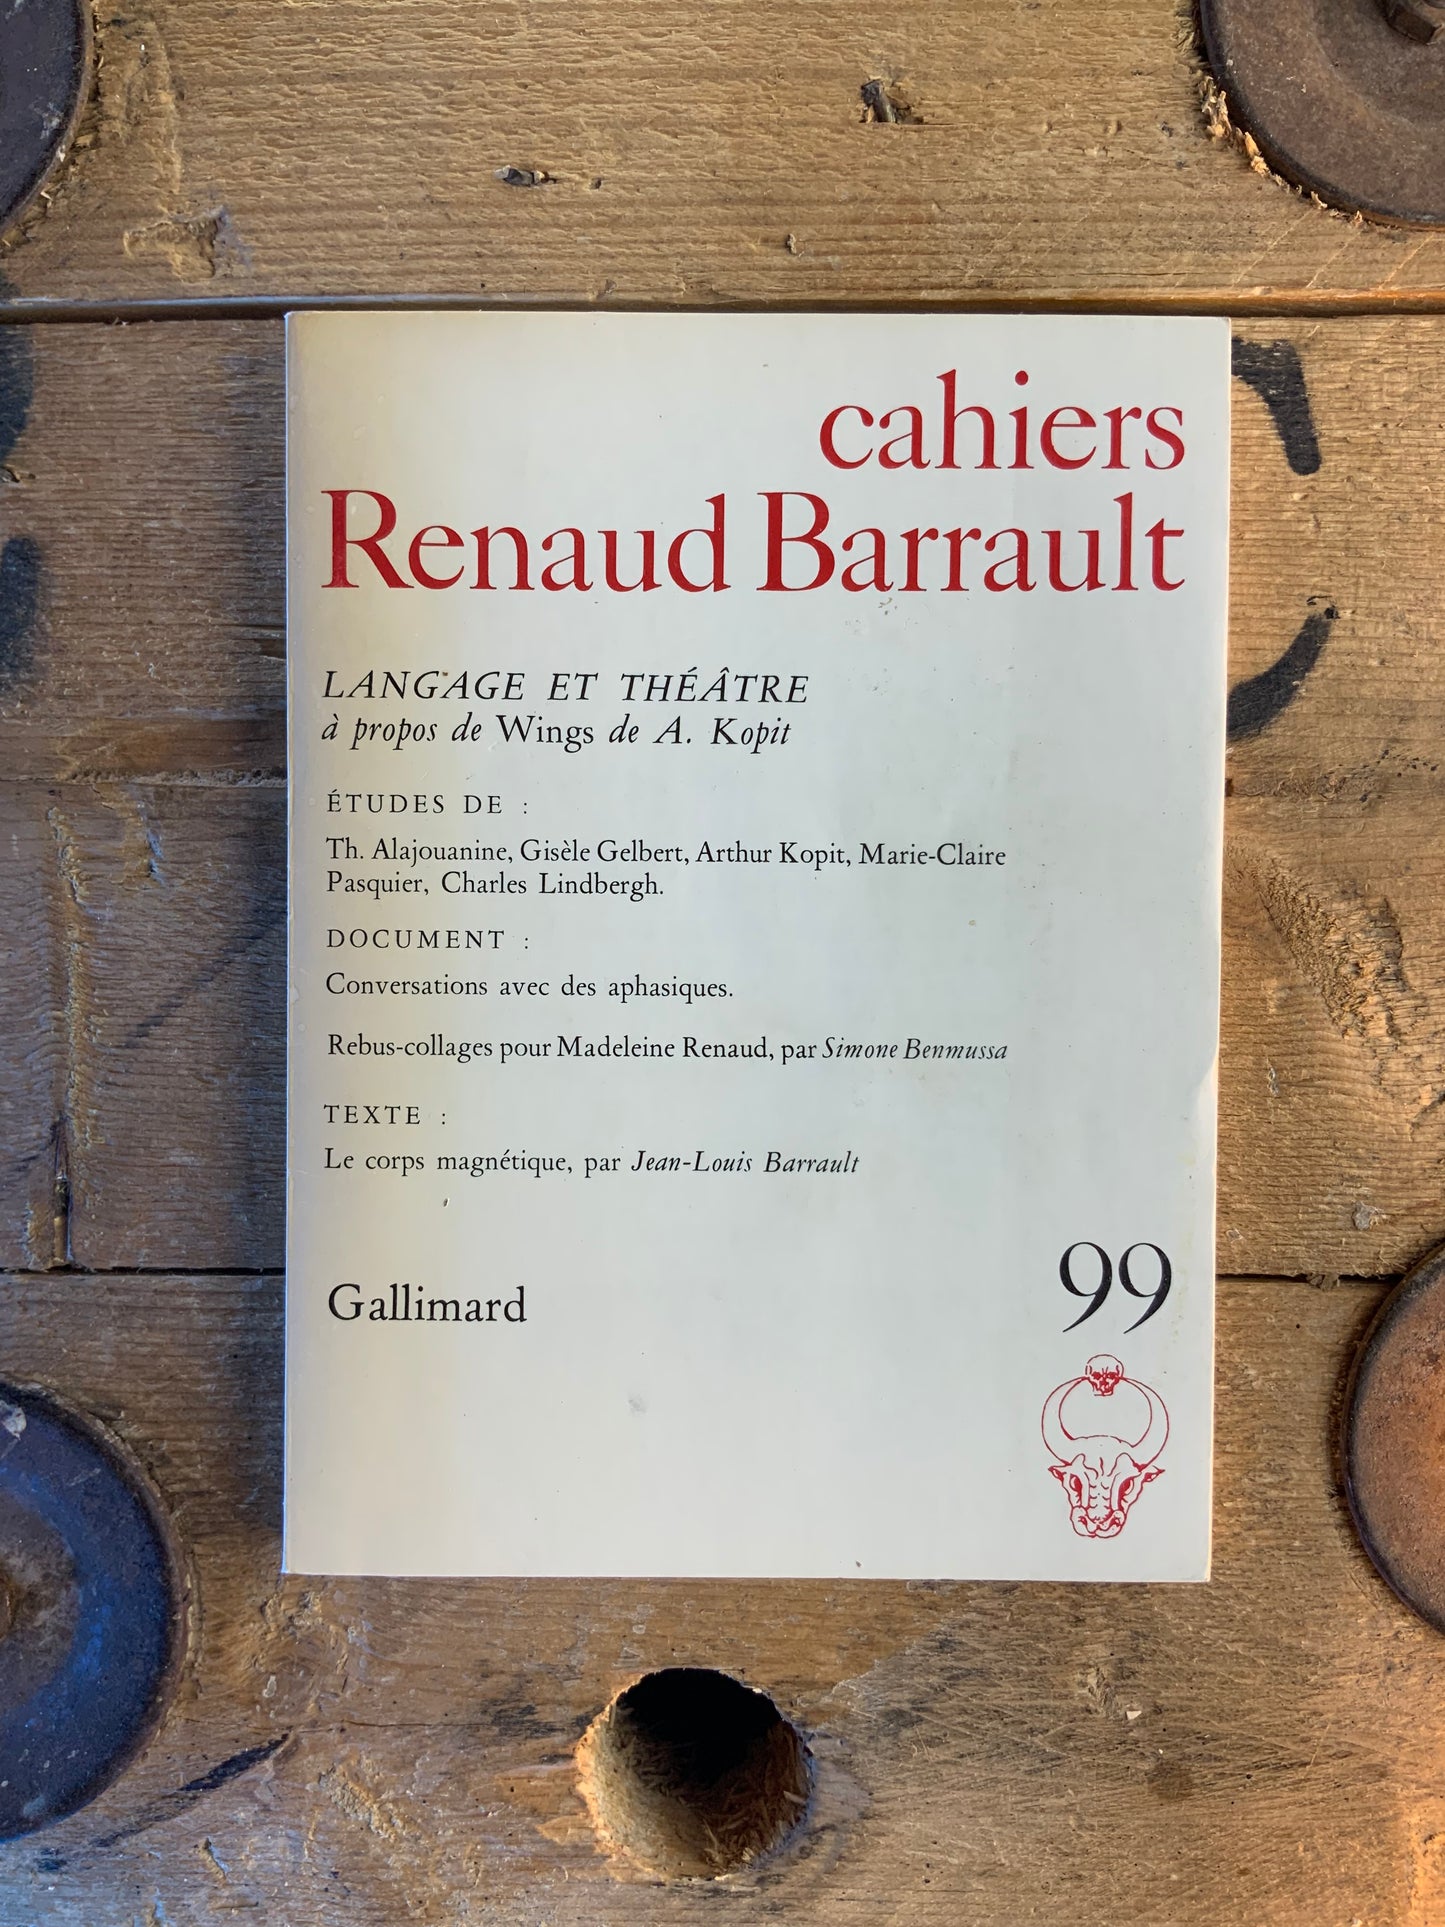 cahiers
Renaud Barrault
LANGAGE ET THÉÂTRE
à propos de Wings de A. Kopit
ÉTUDES DE :
Th. Alajouanine, Gisèle Gelbert, Arthur Kopit, Marie-Claire
Pasquier, Charles Lindbergh.
DOCUMENT :
Conversations avec des aphasiques.
Rebus-collages pour Madeleine Renaud, par Simone Benmussa
TEXTE :
Le corps magnétique, par Jean-Louis Barrault
99
Gallimard